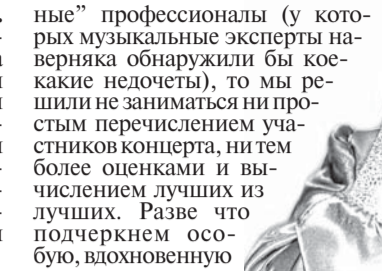 ные” профессионалы (у кото-
рых музыкальные эксперты на-
верняка обнаружили бы кое-
какие недочеты), то мы ре-
шили не заниматься ни про-
стым перечислением уча-
стников концерта, ни тем
более оценками и вы-
числением лучших из
лучших. Разве что
подчеркнем осо-
бую, вдохновенную